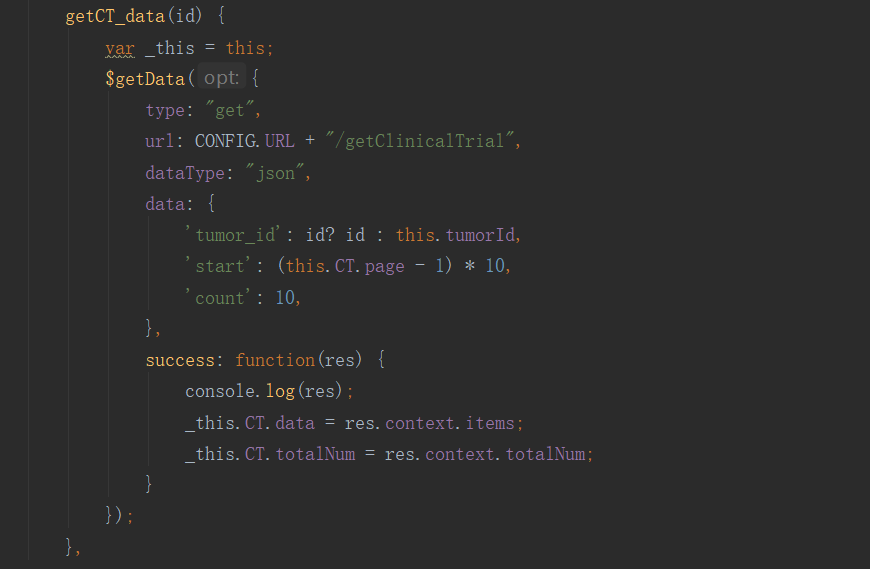 getCT_data(id) {
var _this = this;
$getData( opt: {
type: "get",
url: CONFIG.URL + "/getClinicalTrial",
dataType: "json",
data: {
'tumor_id': id? id : this.tumorId,
'start': (this.CT.page - 1) * 10,
'count': 10,
},
success: function(res) {
console.log(res);
_this.CT.data = res.context.items;
_this.CT.totalNum = res.context.totalNum;
}
});
},